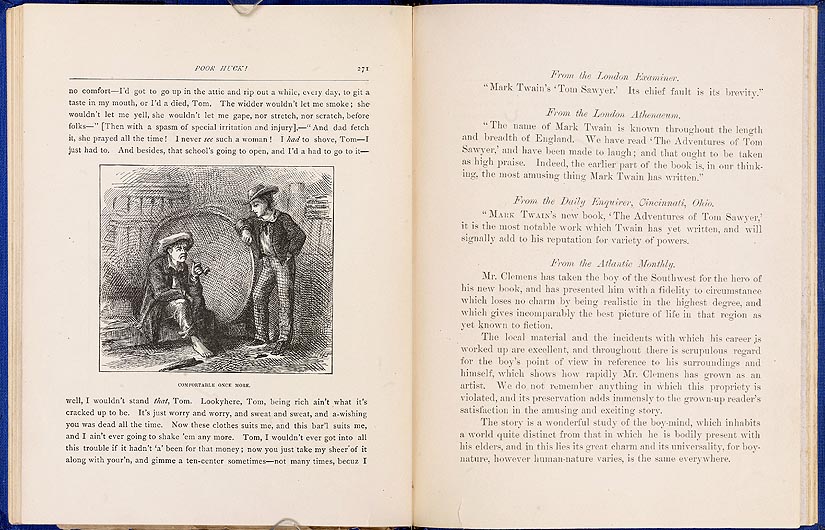 POOR HUCK! 271
no comfort—I'd got to go up in the attic and rip out a while, every day, to git a
taste in my mouth, or I'd a died, Tom. The widder wouldn't let me smoke; she
wouldn't let me yell, she wouldn't let me gape, nor stretch, nor scratch, before
folks—" [Then with a spasm of special irritation and injury],—"And dad fetch
it, she prayed all the time! I never see such a woman! I had to shove, Tom—I
just had to. And besides, that school's going to open, and I'd a had to go to it—
COMFORTABLE ONCE MORE.
well, I wouldn't stand that, Tom. Lookyhere, Tom, being rich ain't what it's
cracked up to be. It's just worry and worry, and sweat and sweat, and a-wishing
you was dead all the time. Now these clothes suits me, and this bar'l suits me,
and I ain't ever going to shake 'em any more. Tom, I wouldn't ever got into all
this trouble if it hadn't 'a' been for that money; now you just take my sheer of it
along with your'n, and gimme a ten-center sometimes—not many times, becuz I
From the London Examiner.
"Mark Twain's 'Tom Sawyer.' Its chief fault is its brevity."
From the London Athenaeum.
"The name of Mark Twain is known throughout the length
and breadth of England. We have read 'The Adventures of Tom
Sawyer,' and have been made to laugh; and that ought to be taken
as high praise. Indeed, the earlier part of the book is, in our think-
ing, the most amusing thing Mark Twain has written."
From the Daily Enquirer, Cincinnati, Ohio.
"MARK TWAIN'S new book, 'The Adventures of Tom Sawyer,'
it is the most notable work which Twain has yet written, and will
signally add to his reputation for variety of powers.
From the Atlantic Monthly.
Mr. Clemens has taken the boy of the Southwest for the hero of
his new book, and has presented him with a fidelity to circumstance
which loses no charm by being realistic in the highest degree, and
which gives incomparably the best picture of life in that region as
yet known to fiction.
The local material and the incidents with which his career is
worked up are excellent, and throughout there is scrupulous regard
for the boy's point of view in reference to his surroundings and
himself, which shows how rapidly Mr. Clemens has grown as an
artist. We do not remember anything in which this propriety is
violated, and its preservation adds immensly to the grown-up reader's
satisfaction in the amusing and exciting story.
The story is a wonderful study of the boy-mind, which inhabits
a world quite distinct from that in which he is bodily present with
his elders, and in this lies its great charm and its universality, for boy-
nature, however human-nature varies, is the same everywhere.